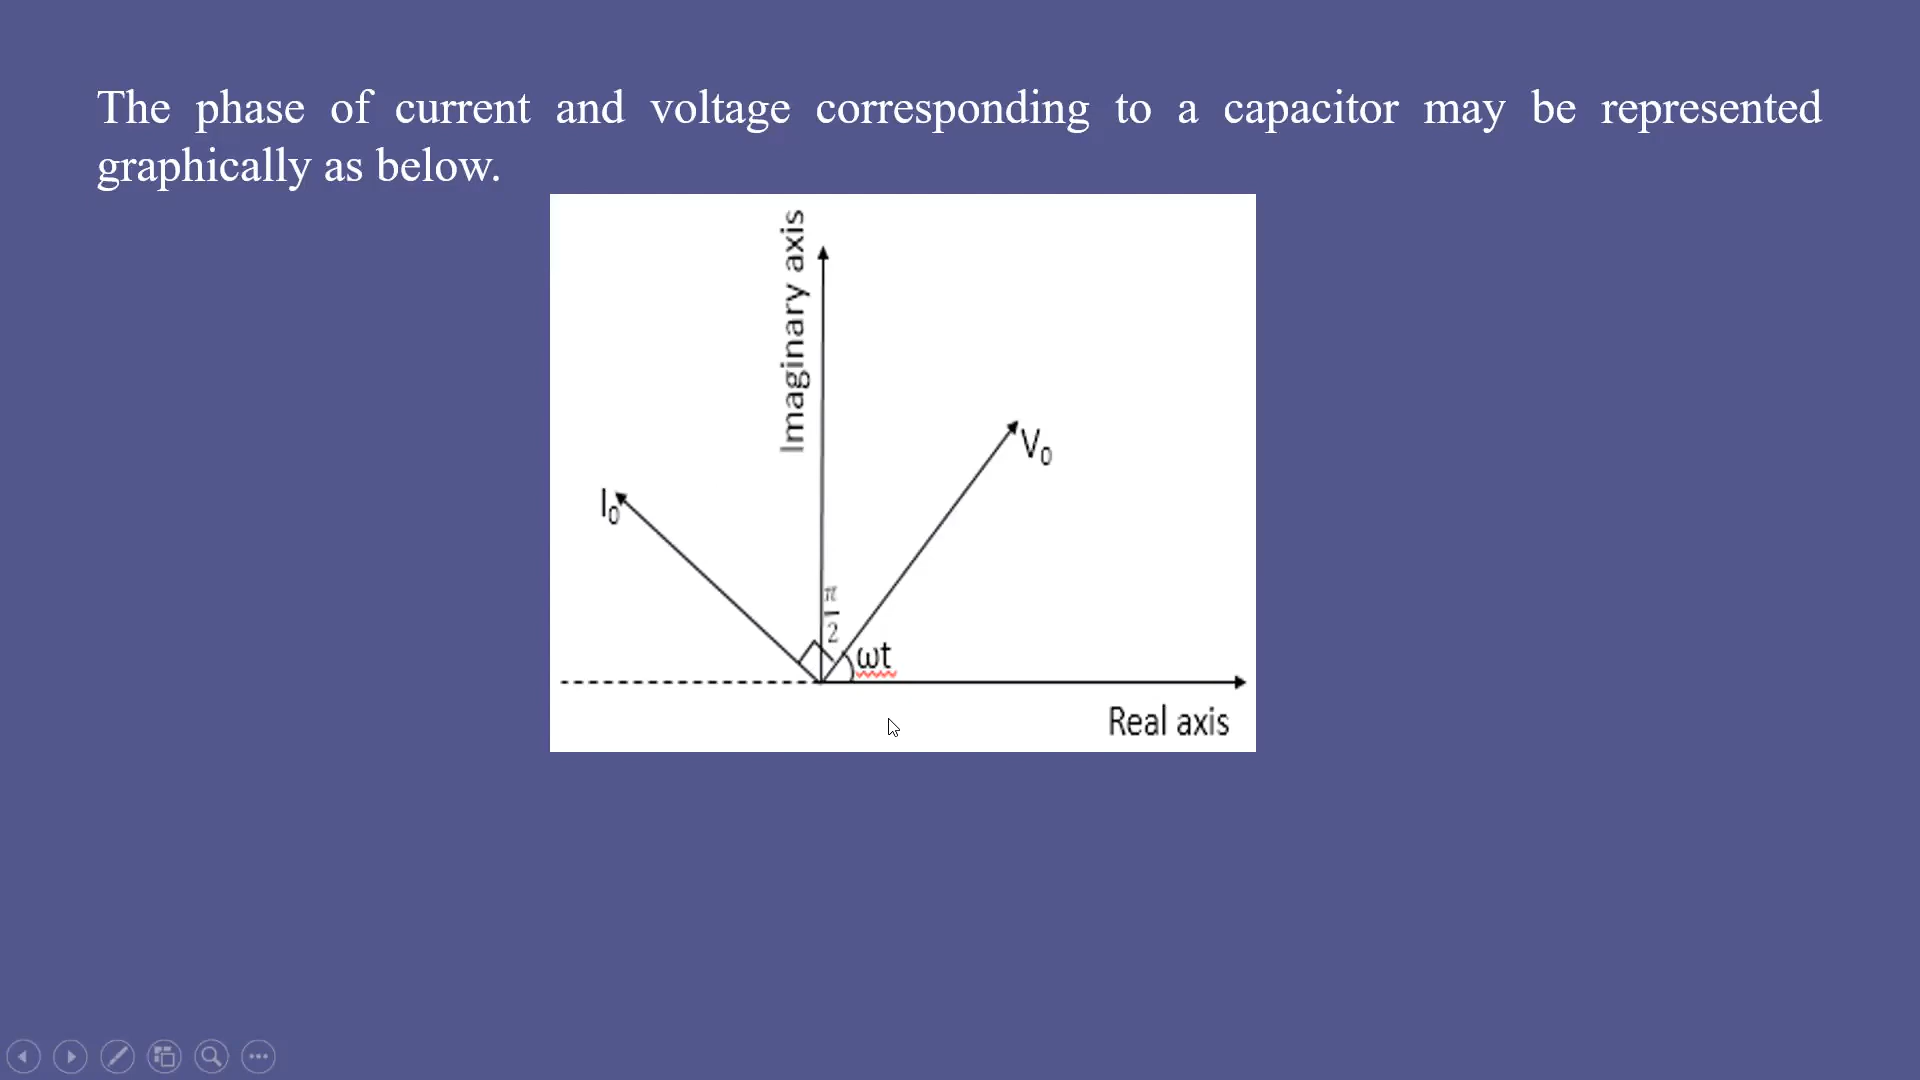 The phase of current and voltage corresponding to a capacitor may be represented
graphically as below.
Imaginary axis
V₀
I₀
π
2
ωt
Real axis